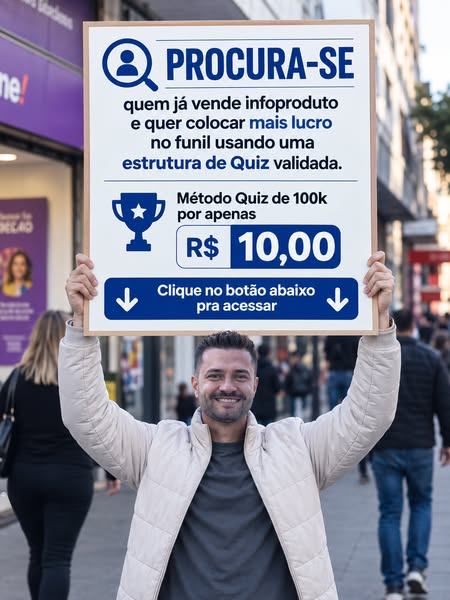 PROCURA-SE
quem já vende infoproduto
e quer colocar mais lucro
no funil usando uma
estrutura de Quiz validada.
Método Quiz de 100k
por apenas
R$ 10,00
Clique no botão abaixo
pra acessar